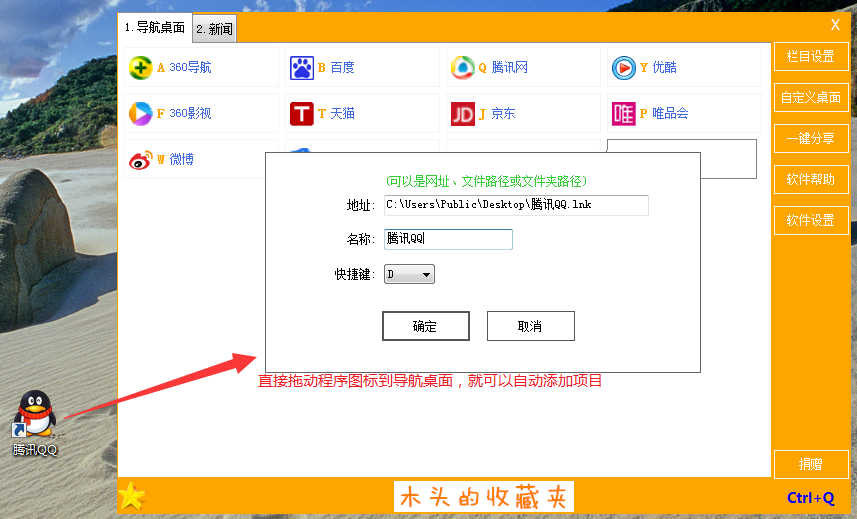 1. 导航桌面
2. 新闻
X
A 360导航
B 百度
Q 腾讯网
Y 优酷
F 360影视
T 天猫
J 京东
P 唯品会
W 微博
栏目设置
自定义桌面
一键分享
软件帮助
软件设置
(可以是网址、文件路径或文件夹路径)
地址:
C:\Users\Public\Desktop\腾讯QQ.lnk
名称:
腾讯QQ
快捷键:
D
确定
取消
直接拖动程序图标到导航桌面，就可以自动添加项目
腾讯QQ
捐赠
木头的收藏夹
Ctrl+Q